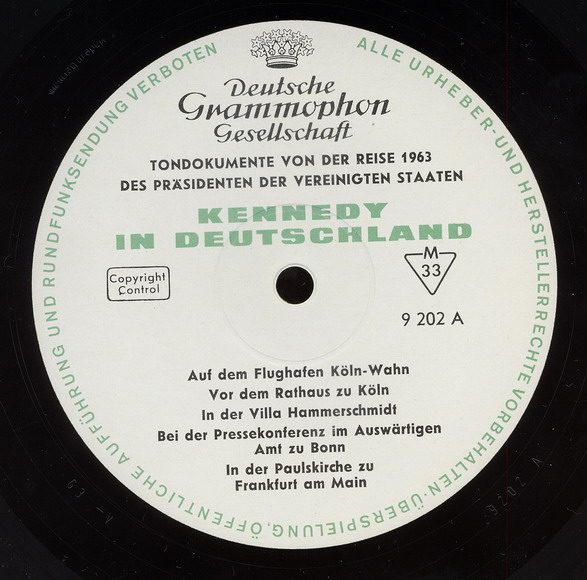 ALLE URHEBER- UND HERSTELLERRECHTE VORBEHALTEN · ÜBERSPIELUNG, ÖFFENTLICHE AUFFÜHRUNG UND RUNDFUNKSENDUNG VERBOTEN
Deutsche
Grammophon
Gesellschaft
TONDOKUMENTE VON DER REISE 1963
DES PRÄSIDENTEN DER VEREINIGTEN STAATEN
KENNEDY
IN DEUTSCHLAND
Copyright
Control
M
33
9 202 A
Auf dem Flughafen Köln-Wahn
Vor dem Rathaus zu Köln
In der Villa Hammerschmidt
Bei der Pressekonferenz im Auswärtigen
Amt zu Bonn
In der Paulskirche zu
Frankfurt am Main
9202 A